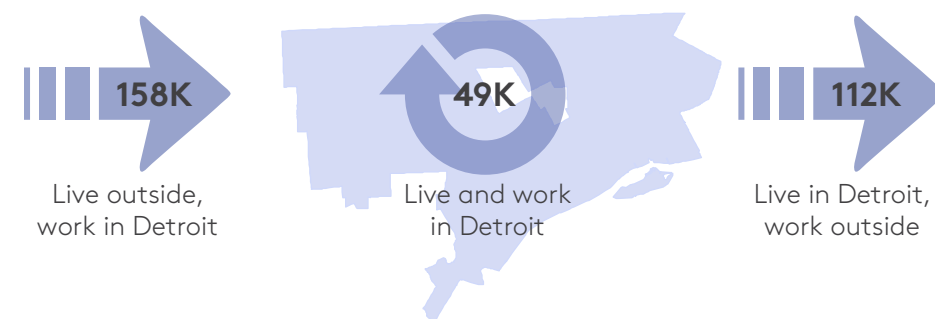 158K
Live outside,
work in Detroit
49K
Live and work
in Detroit
112K
Live in Detroit,
work outside